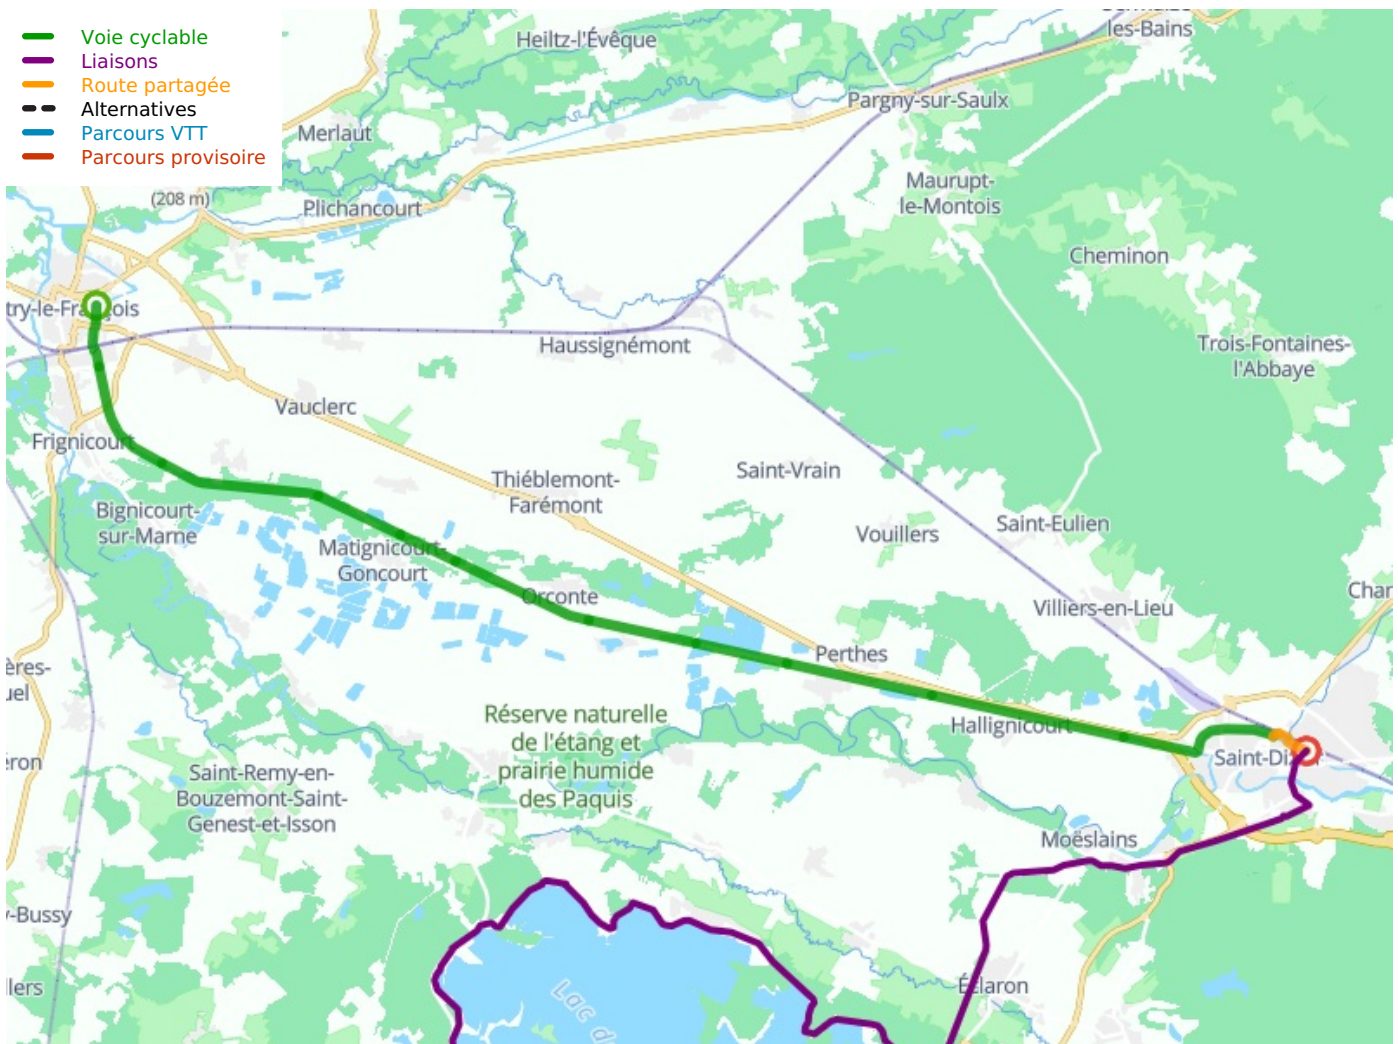 Voie cyclable
Liaisons
Route partagée
Alternatives
Parcours VTT
Parcours provisoire
Heiltz-l'Évêque
les-Bains
Pargny-sur-Saulx
Merlaut
(208 m)
Plichancourt
Maurupt-
le-Montois
Cheminon
Haussignémont
Trois-Fontaines-
l'Abbaye
Vauclerc
Frignicourt
Saint-Vrain
Thiéblemont-
Farémont
Bignicourt-
sur-Marne
Saint-Eulien
Vouillers
Matignicourt-
Goncourt
Orconte
Villiers-en-Lieu
Perthes
Hallignicourt
Réserve naturelle
de l'étang et
prairie humide
des Paquis
Saint-Remy-en-
Bouzemont-Saint-
Genest-et-Isson
Moëslains
y-Bussy
Éclaron
llers
Lac d